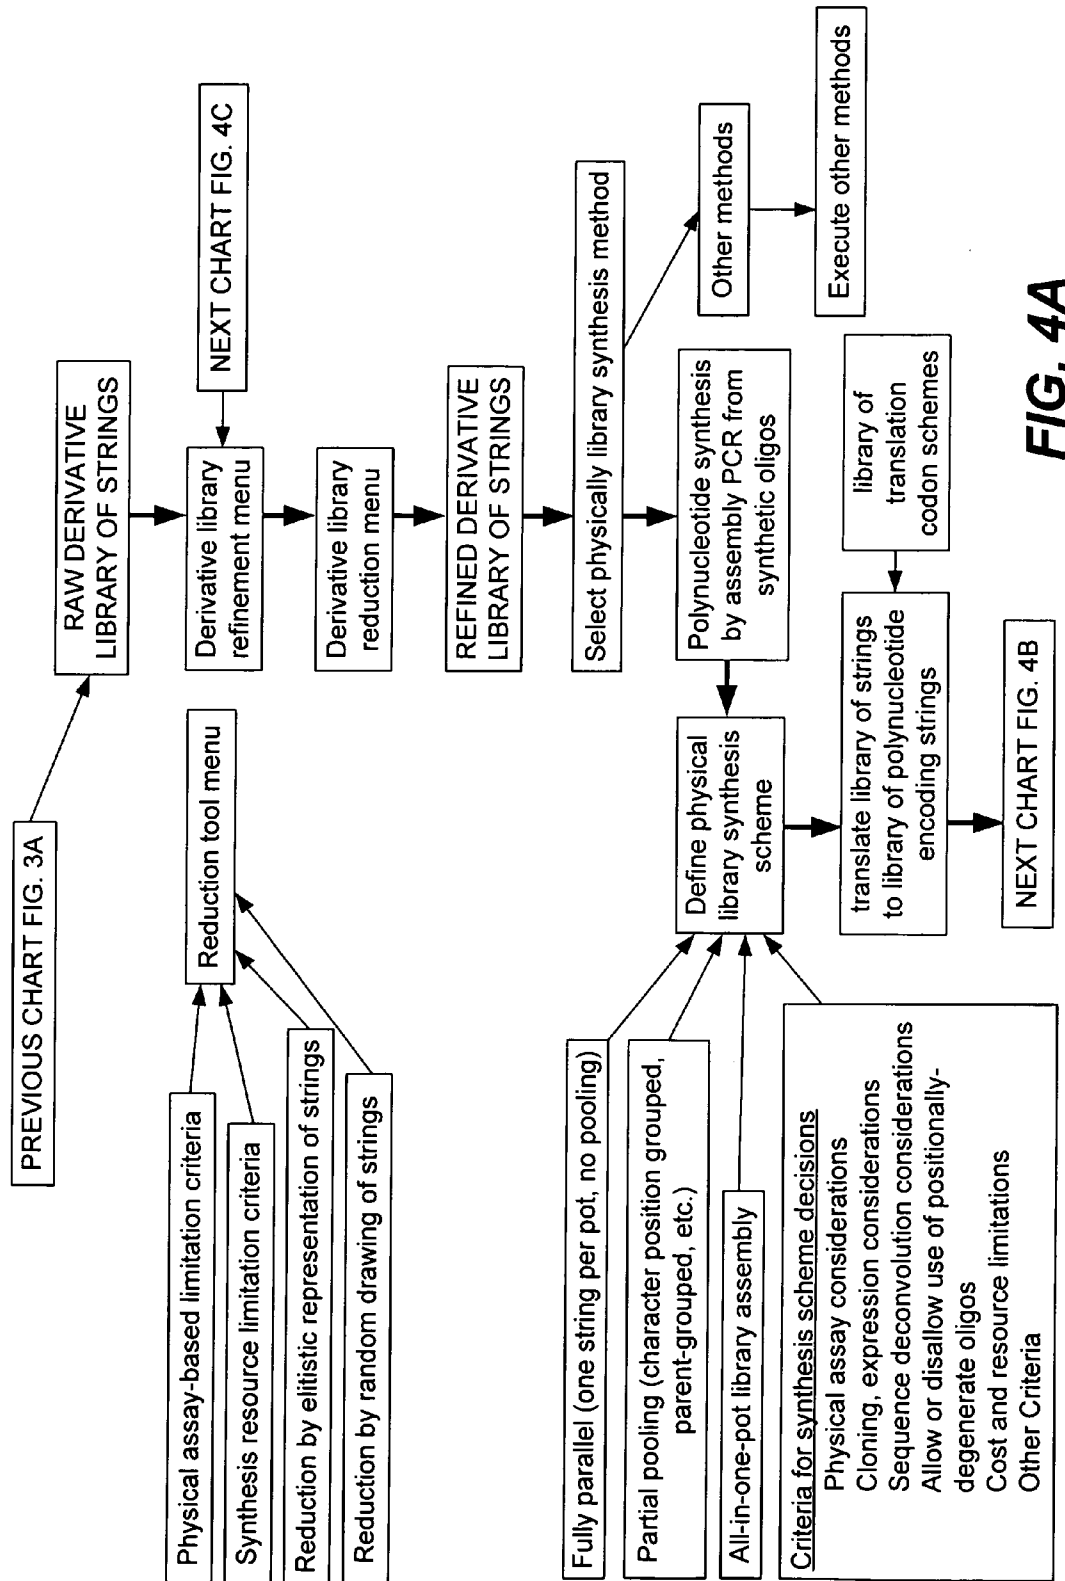 PREVIOUS CHART FIG. 3A
RAW DERIVATIVE
LIBRARY OF STRINGS
NEXT CHART FIG. 4C
Derivative library
refinement menu
Reduction tool menu
Physical assay-based limitation criteria
Synthesis resource limitation criteria
Reduction by elitistic representation of strings
Reduction by random drawing of strings
Derivative library
reduction menu
REFINED DERIVATIVE
LIBRARY OF STRINGS
Select physically library synthesis method
Other methods
Execute other methods
Polynucleotide synthesis
by assembly PCR from
synthetic oligos
Define physical
library synthesis
scheme
Fully parallel (one string per pot, no pooling)
Partial pooling (character position grouped,
parent-grouped, etc.)
All-in-one-pot library assembly
Criteria for synthesis scheme decisions
Physical assay considerations
Cloning, expression considerations
Sequence deconvolution considerations
Allow or disallow use of positionally-
degenerate oligos
Cost and resource limitations
Other Criteria
library of
translation
codon schemes
translate library of strings
to library of polynucleotide
encoding strings
NEXT CHART FIG. 4B
FIG. 4A